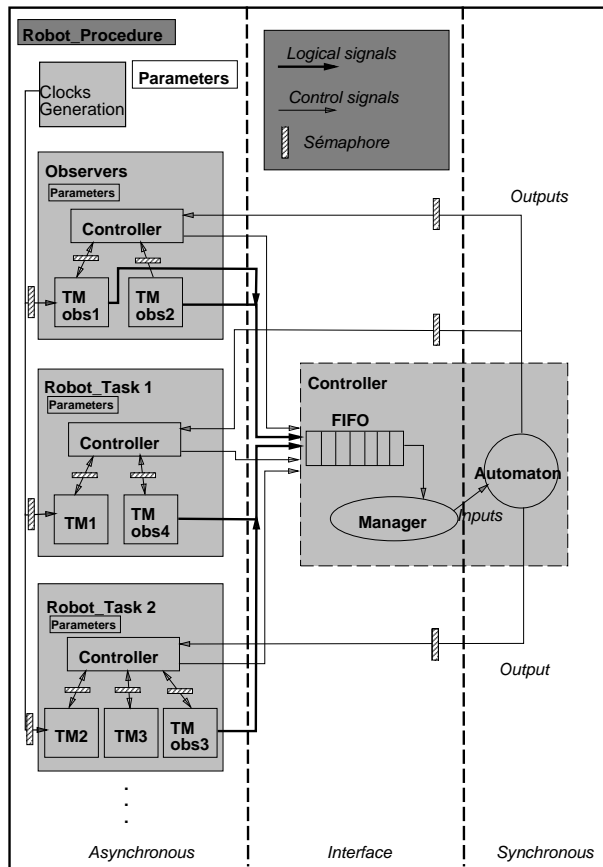 Robot_Procedure
Parameters
Clocks
Generation
Logical signals
Control signals
Sémaphore
Observers
Parameters
Controller
TM
obs1
TM
obs2
Outputs
Robot_Task 1
Parameters
Controller
TM1
TM
obs4
Controller
FIFO
Manager
Inputs
Automaton
Robot_Task 2
Parameters
Controller
TM2
TM3
TM
obs3
Output
Asynchronous
Interface
Synchronous